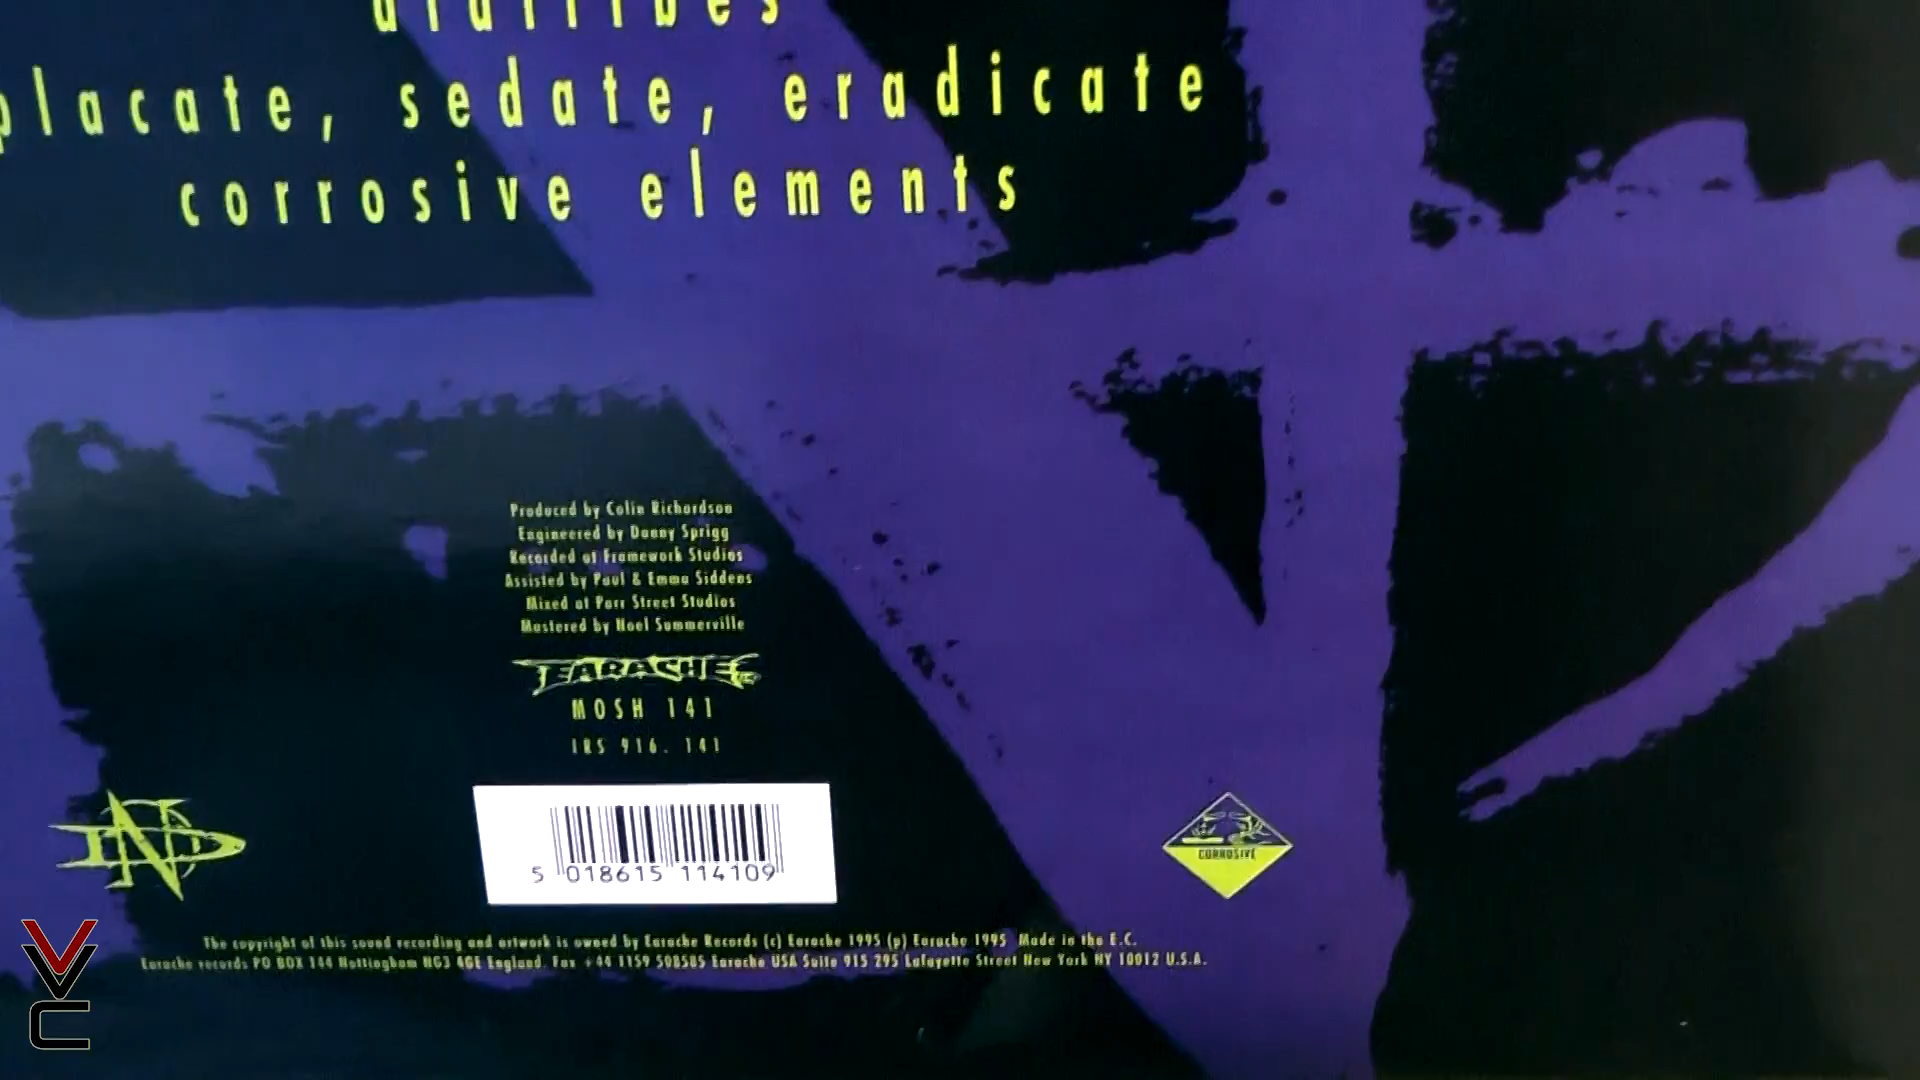 diatribes
placate, sedate, eradicate
corrosive elements
Produced by Colin Richardson
Engineered by Danny Sprigg
Recorded at Framework Studios
Assisted by Paul & Emma Siddens
Mixed at Parr Street Studios
Mastered by Noel Summerville
EARACHE
MOSH 141
IRS 916. 141
5 018615 114109
CORROSIVE
ND
The copyright of this sound recording and artwork is owned by Earache Records (c) Earache 1995 (p) Earache 1995 Made in the E.C.
Earache records PO BOX 144 Nottingham NG3 4GE England. Fax +44 1159 508585 Earache USA Suite 915 295 Lafayette Street New York NY 10012 U.S.A.
VVC